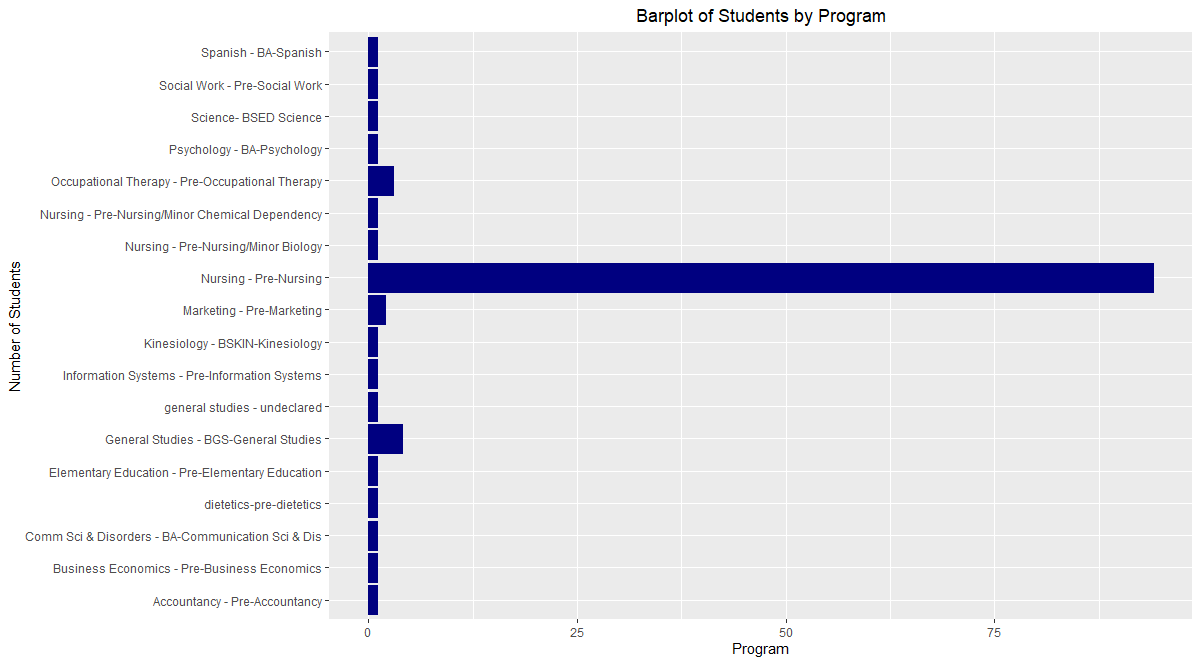 Barplot of Students by Program
Spanish - BA-Spanish
Social Work - Pre-Social Work
Science- BSED Science
Psychology - BA-Psychology
Occupational Therapy - Pre-Occupational Therapy
Nursing - Pre-Nursing/Minor Chemical Dependency
Nursing - Pre-Nursing/Minor Biology
Nursing - Pre-Nursing
Marketing - Pre-Marketing
Kinesiology - BSKIN-Kinesiology
Information Systems - Pre-Information Systems
general studies - undeclared
General Studies - BGS-General Studies
Elementary Education - Pre-Elementary Education
dietetics-pre-dietetics
Comm Sci & Disorders - BA-Communication Sci & Dis
Business Economics - Pre-Business Economics
Accountancy - Pre-Accountancy
Number of Students
0 25 50 75
Program